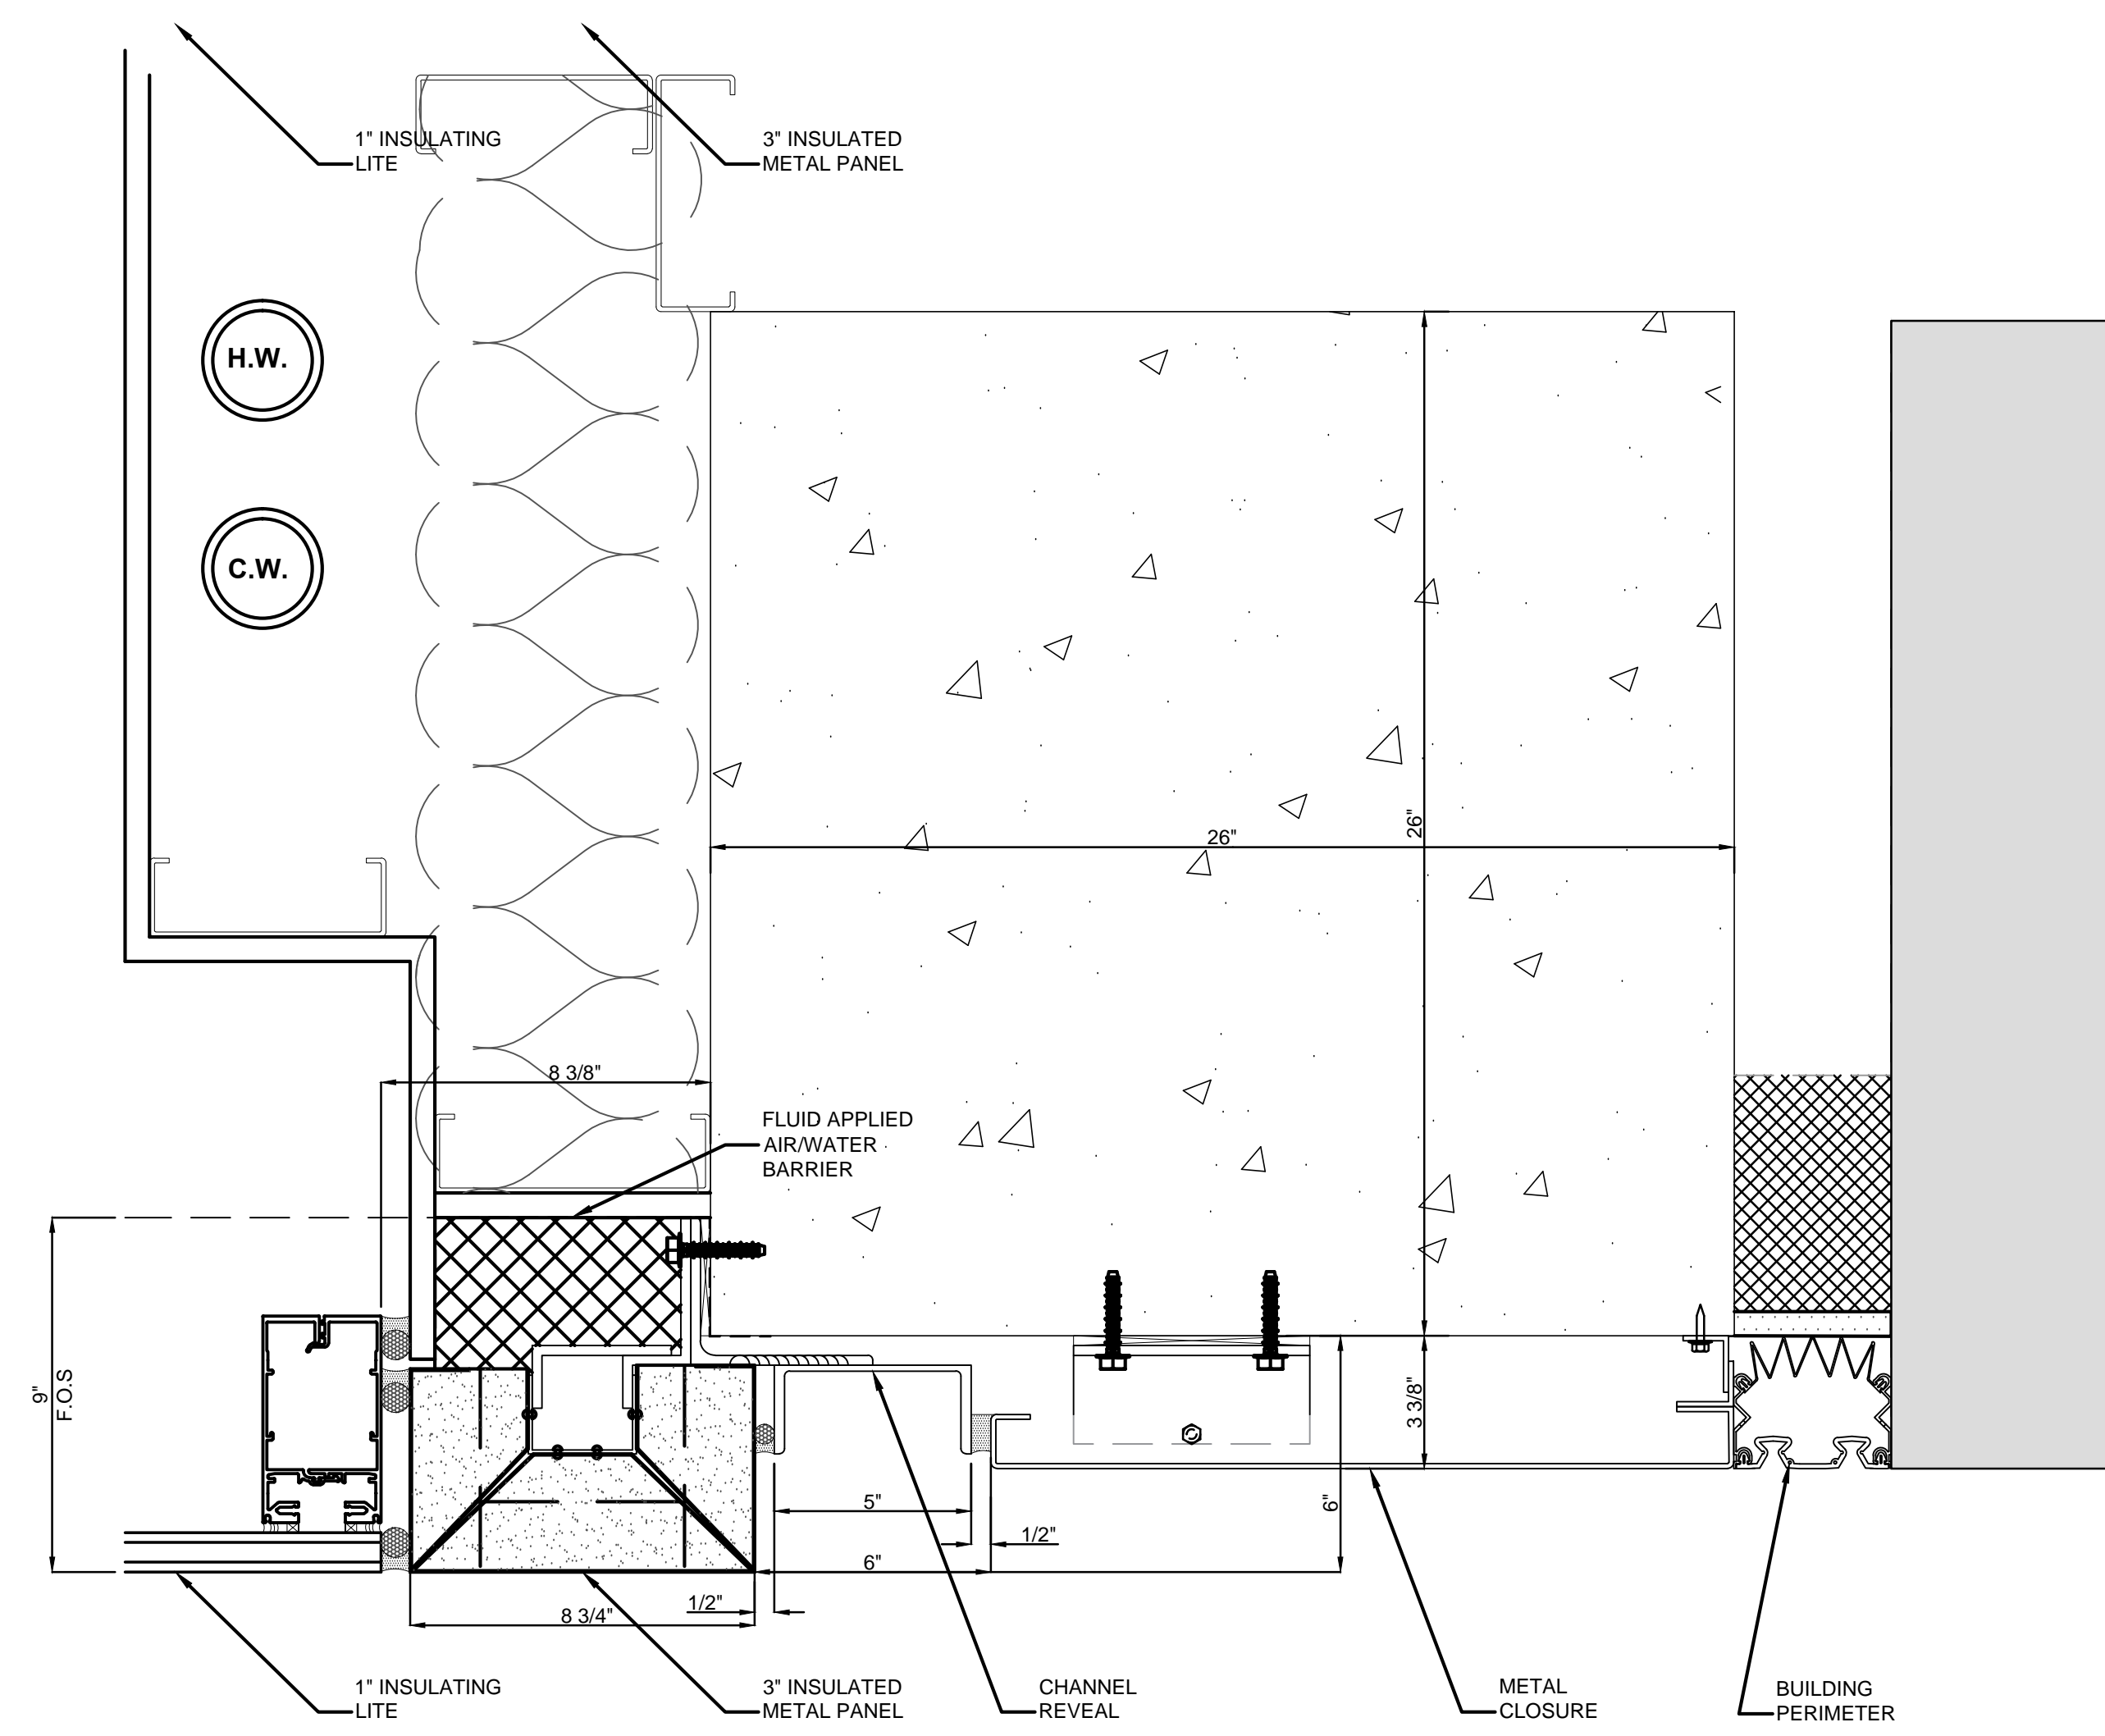 1" INSULATING
LITE
3" INSULATED
METAL PANEL
H.W.
C.W.
26"
26"
8 3/8"
FLUID APPLIED
AIR/WATER
BARRIER
9"
F.O.S
3 3/8"
5"
1/2"
6"
6"
1/2"
8 3/4"
1" INSULATING
LITE
3" INSULATED
METAL PANEL
CHANNEL
REVEAL
METAL
CLOSURE
BUILDING
PERIMETER